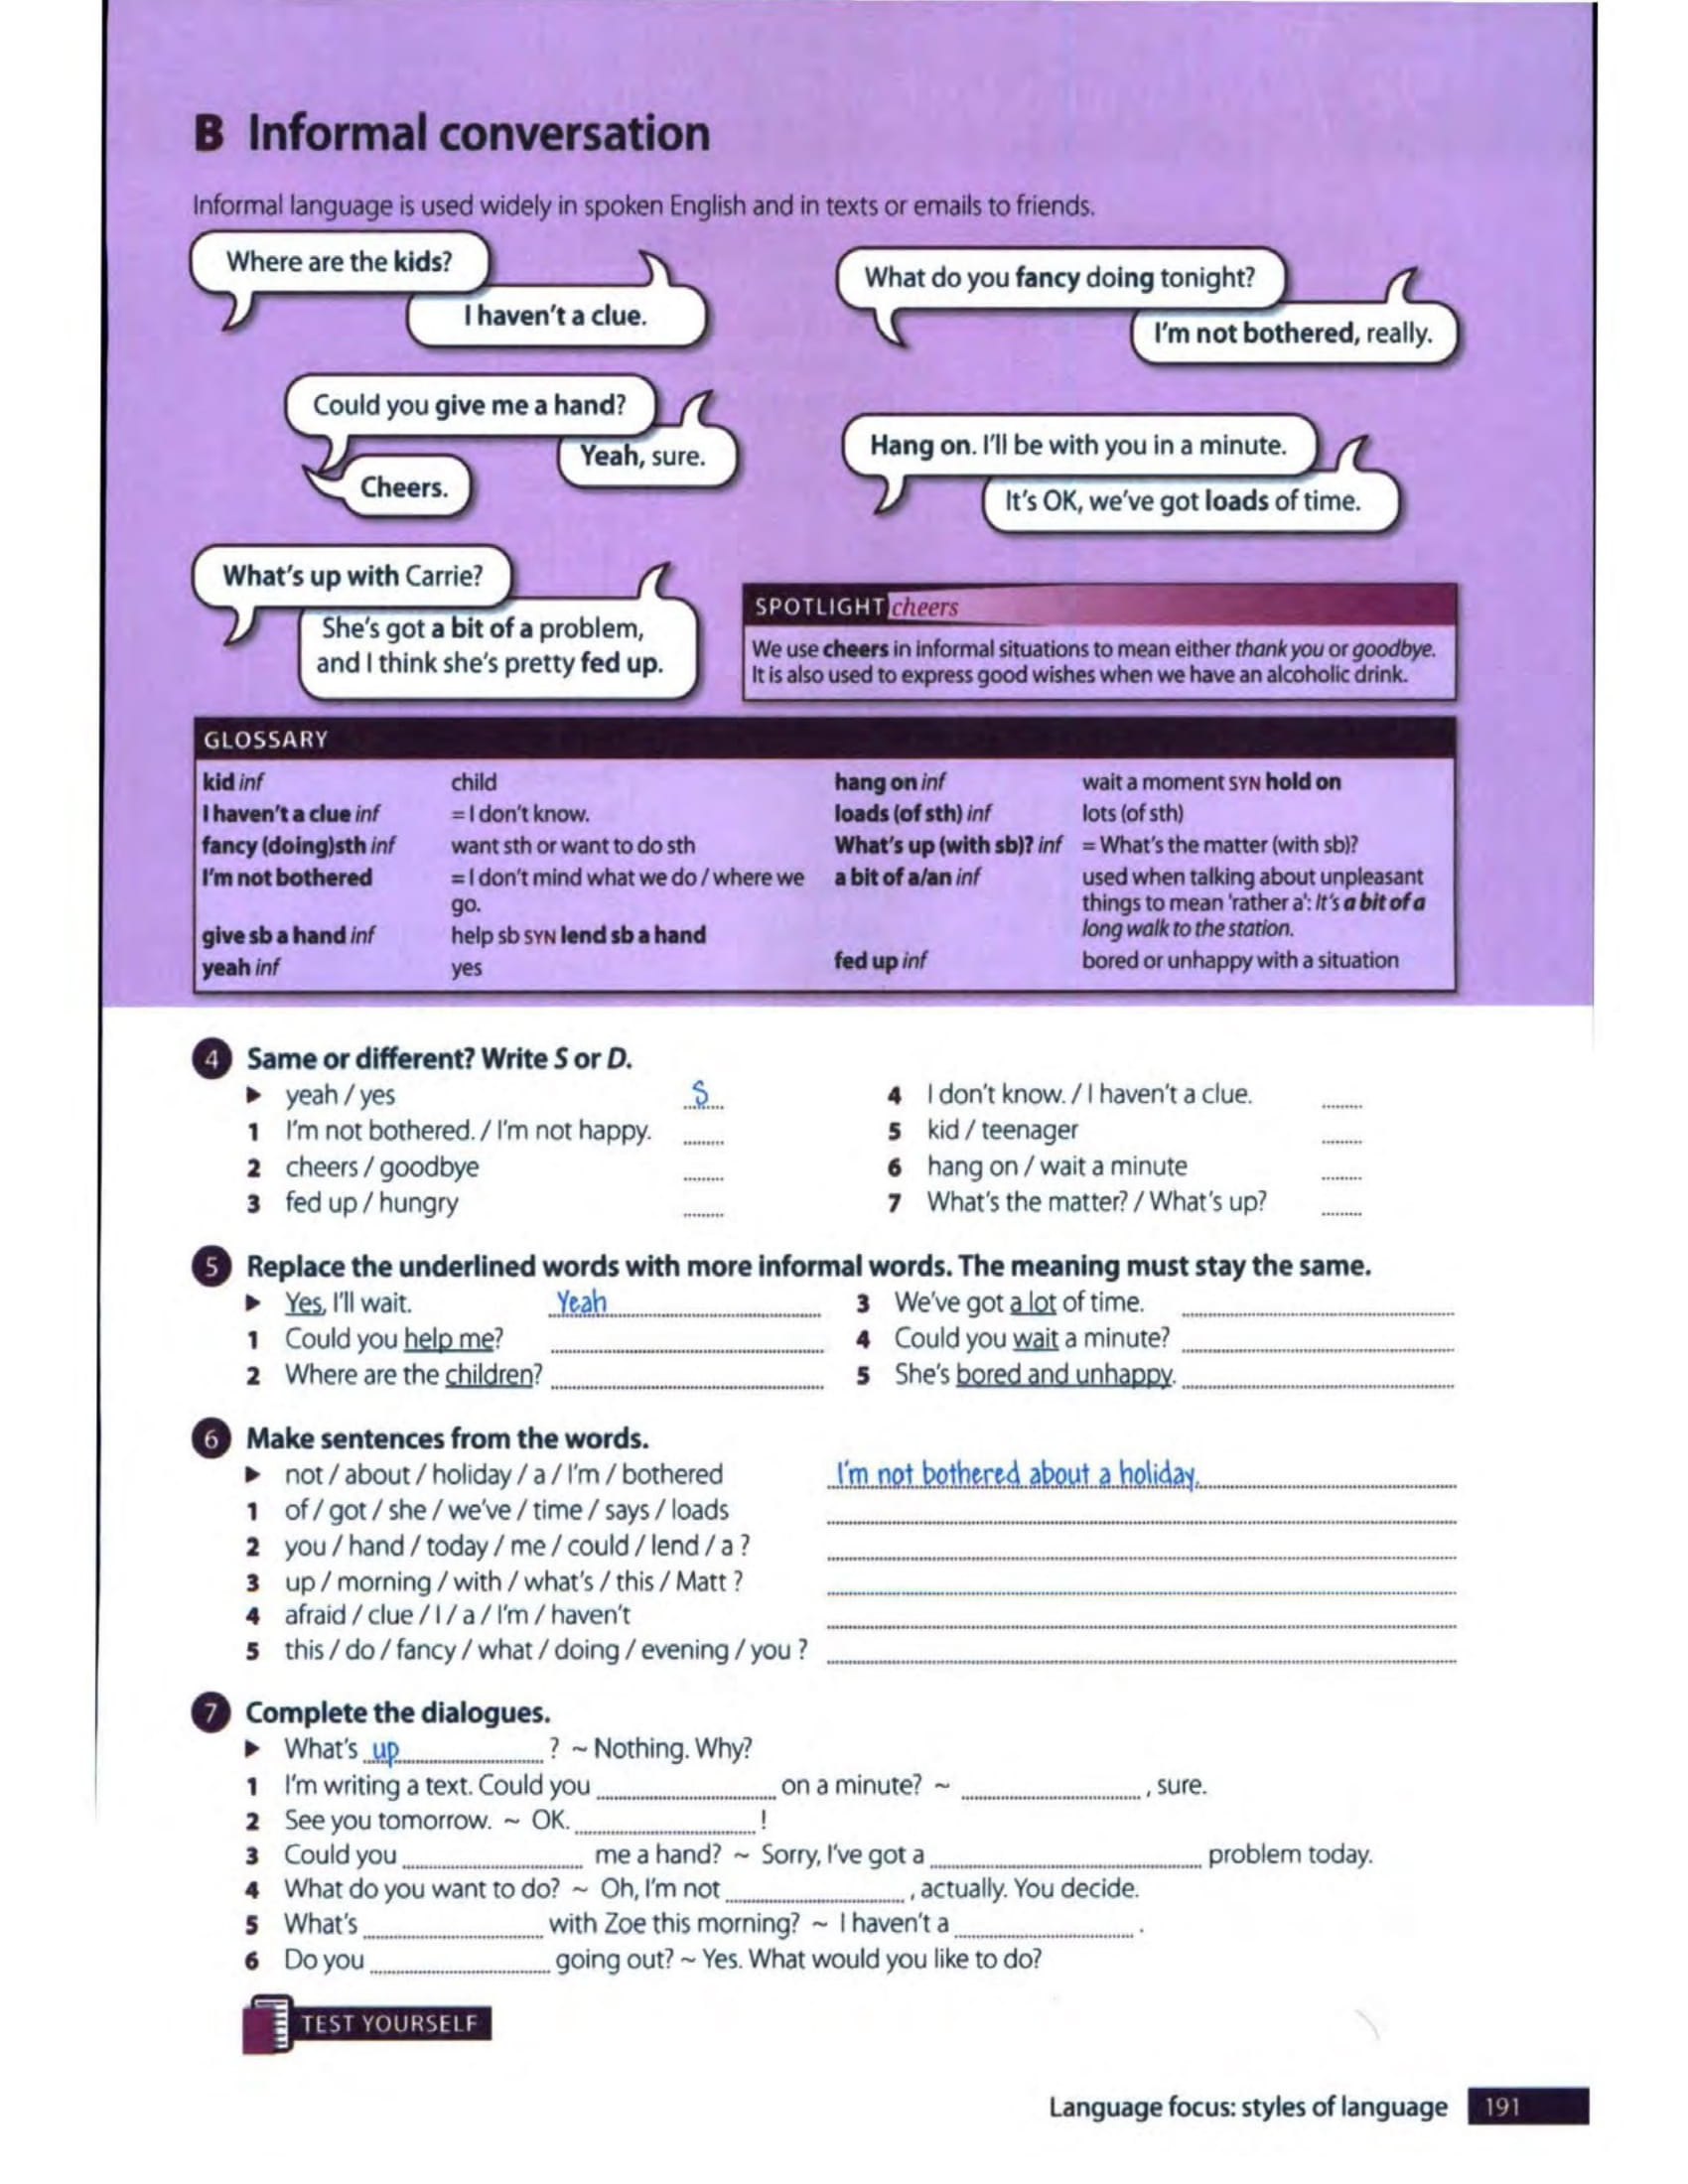 B Informal conversation
Informal language is used widely in spoken English and in texts or emails to friends.
Where are the kids?
I haven't a clue.
What do you fancy doing tonight?
I'm not bothered, really.
Could you give me a hand?
Yeah, sure.
Cheers.
Hang on. I'll be with you in a minute.
It's OK, we've got loads of time.
What's up with Carrie?
She's got a bit of a problem,
and I think she's pretty fed up.
SPOTLIGHT cheers
We use cheers in informal situations to mean either thank you or goodbye.
It is also used to express good wishes when we have an alcoholic drink.
GLOSSARY
kid inf child
I haven't a clue inf = I don't know.
fancy (doing)sth inf want sth or want to do sth
I'm not bothered = I don't mind what we do / where we
go.
give sb a hand inf help sb SYN lend sb a hand
yeah inf yes
hang on inf wait a moment SYN hold on
loads (of sth) inf lots (of sth)
What's up (with sb)? inf = What's the matter (with sb)?
a bit of a/an inf used when talking about unpleasant
things to mean 'rather a': It's a bit of a
long walk to the station.
fed up inf bored or unhappy with a situation
4 Same or different? Write S or D.
▶ yeah / yes S
1 I'm not bothered. / I'm not happy.
2 cheers / goodbye
3 fed up / hungry
4 I don't know. / I haven't a clue.
5 kid / teenager
6 hang on / wait a minute
7 What's the matter? / What's up?
5 Replace the underlined words with more informal words. The meaning must stay the same.
▶ Yes, I'll wait. Yeah
1 Could you help me?
2 Where are the children?
3 We've got a lot of time.
4 Could you wait a minute?
5 She's bored and unhappy.
6 Make sentences from the words.
▶ not / about / holiday / a / I'm / bothered I'm not bothered about a holiday.
1 of / got / she / we've / time / says / loads
2 you / hand / today / me / could / lend / a ?
3 up / morning / with / what's / this / Matt ?
4 afraid / clue / I / a / I'm / haven't
5 this / do / fancy / what / doing / evening / you ?
7 Complete the dialogues.
▶ What's up ? ~ Nothing. Why?
1 I'm writing a text. Could you on a minute? ~ , sure.
2 See you tomorrow. ~ OK. !
3 Could you me a hand? ~ Sorry, I've got a problem today.
4 What do you want to do? ~ Oh, I'm not , actually. You decide.
5 What's with Zoe this morning? ~ I haven't a .
6 Do you going out? ~ Yes. What would you like to do?
TEST YOURSELF
Language focus: styles of language 191